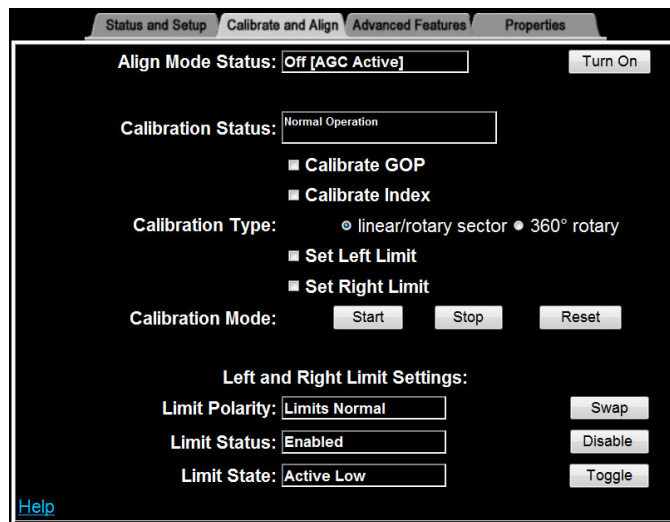 Status and Setup Calibrate and Align Advanced Features Properties
Align Mode Status: Off [AGC Active] Turn On
Calibration Status: Normal Operation
Calibrate GOP
Calibrate Index
Calibration Type: linear/rotary sector 360° rotary
Set Left Limit
Set Right Limit
Calibration Mode: Start Stop Reset
Left and Right Limit Settings:
Limit Polarity: Limits Normal Swap
Limit Status: Enabled Disable
Limit State: Active Low Toggle
Help